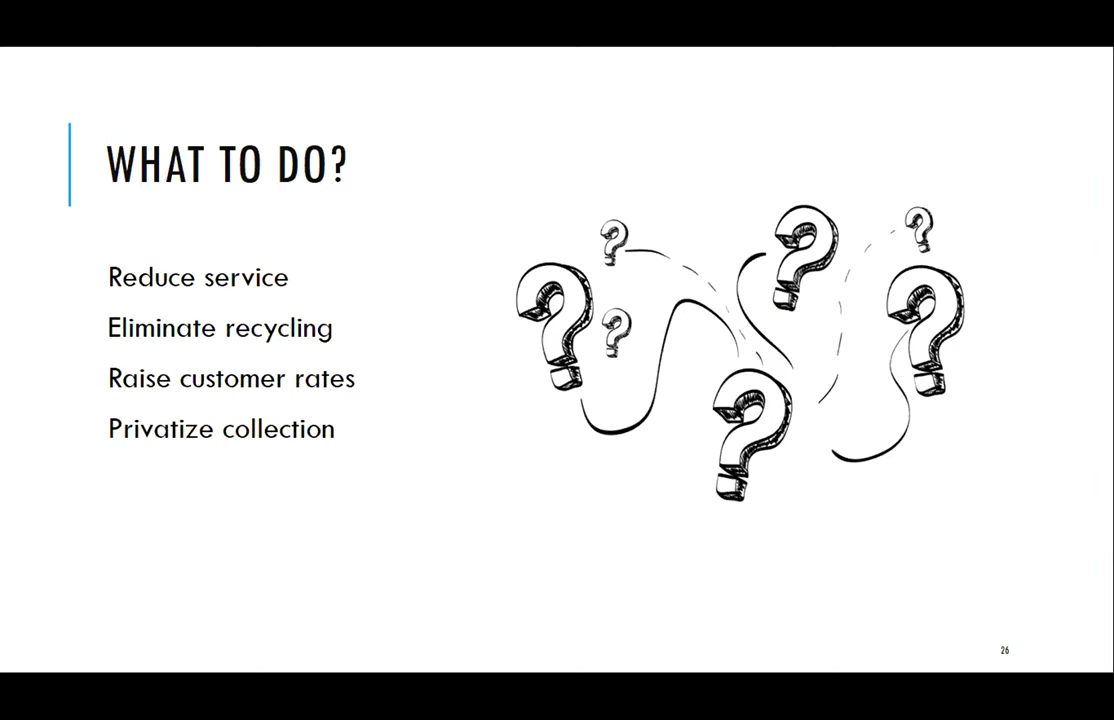 WHAT TO DO?
Reduce service
Eliminate recycling
Raise customer rates
Privatize collection
26